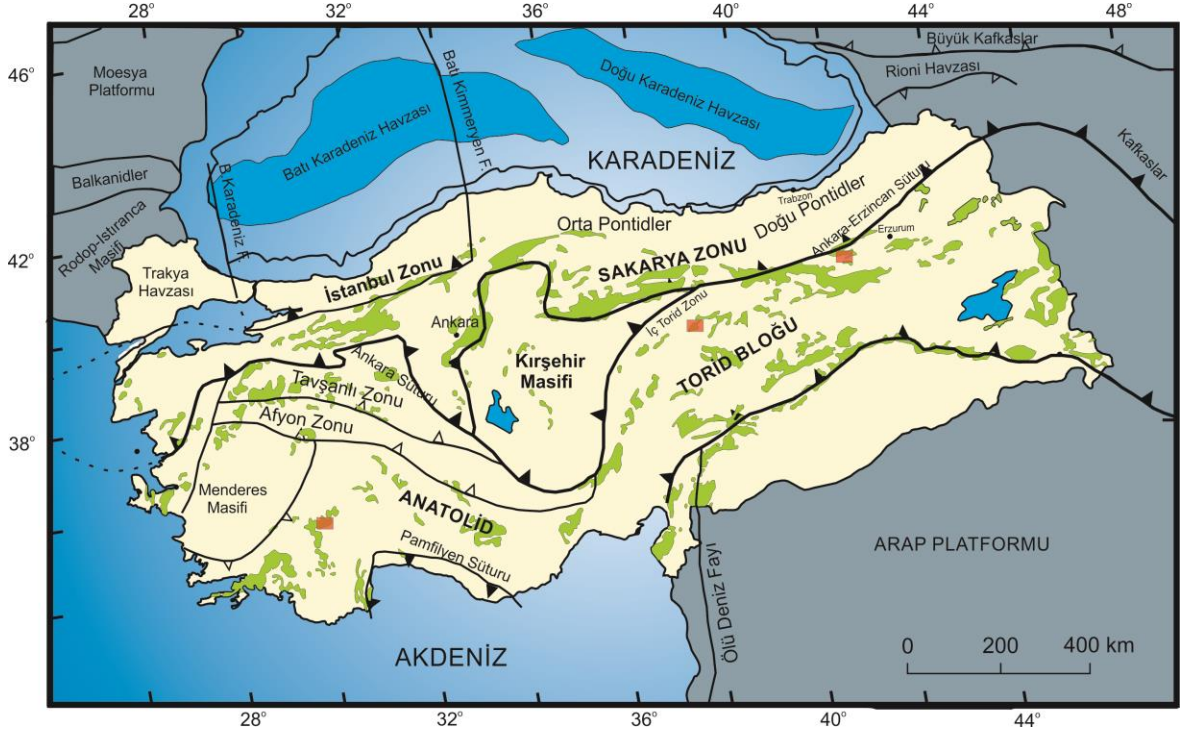 28°
32°
36°
40°
44°
48°
46°
42°
38°
Moesya
Platformu
Balkanidler
Rodop-Istıranca
Masifi
Trakya
Havzası
B.Karadeniz F.
Batı Karadeniz Havzası
Batı Kimmeryen F.
Doğu Karadeniz Havzası
KARADENİZ
Büyük Kafkaslar
Rioni Havzası
Kafkaslar
Trabzon
Orta Pontidler
Doğu Pontidler
Ankara-Erzincan Sütüru
Erzurum
İstanbul Zonu
SAKARYA ZONU
Ankara
Ankara Sütüru
İç Torid Zonu
Kırşehir
Masifi
TORİD BLOĞU
Tavşanlı Zonu
Afyon Zonu
Menderes
Masifi
ANATOLİD
Pamfilyen Süturu
Ölü Deniz Fayı
ARAP PLATFORMU
AKDENİZ
0 200 400 km
28°
32°
36°
40°
44°